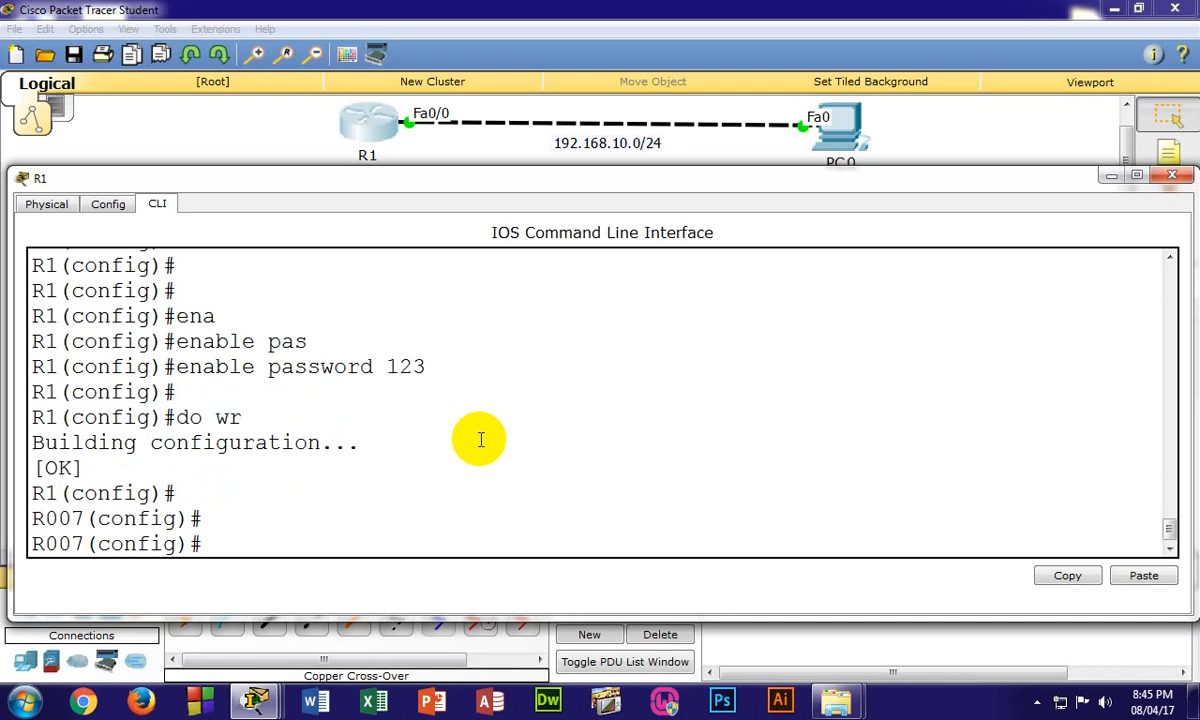 Cisco Packet Tracer Student
File Edit Options View Tools Extensions Help
Logical [Root] New Cluster Move Object Set Tiled Background Viewport
Fa0/0 Fa0
192.168.10.0/24
R1 PC0
R1
Physical Config CLI
IOS Command Line Interface
R1(config)#
R1(config)#
R1(config)#ena
R1(config)#enable pas
R1(config)#enable password 123
R1(config)#
R1(config)#do wr
Building configuration...
[OK]
R1(config)#
R007(config)#
R007(config)#
Copy Paste
Connections New Delete
Toggle PDU List Window
Copper Cross-Over
8:45 PM
08/04/17